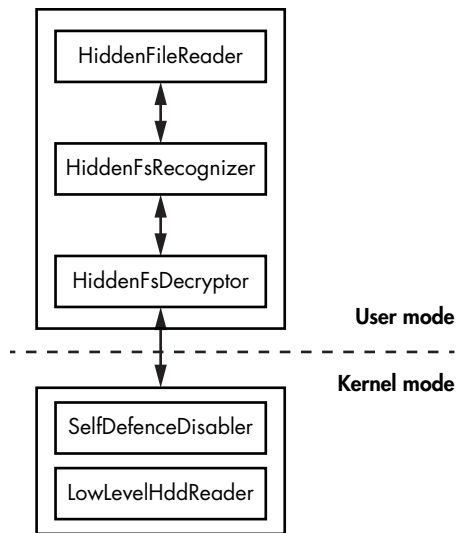 HiddenFileReader
HiddenFsRecognizer
HiddenFsDecryptor
User mode
Kernel mode
SelfDefenceDisabler
LowLevelHddReader